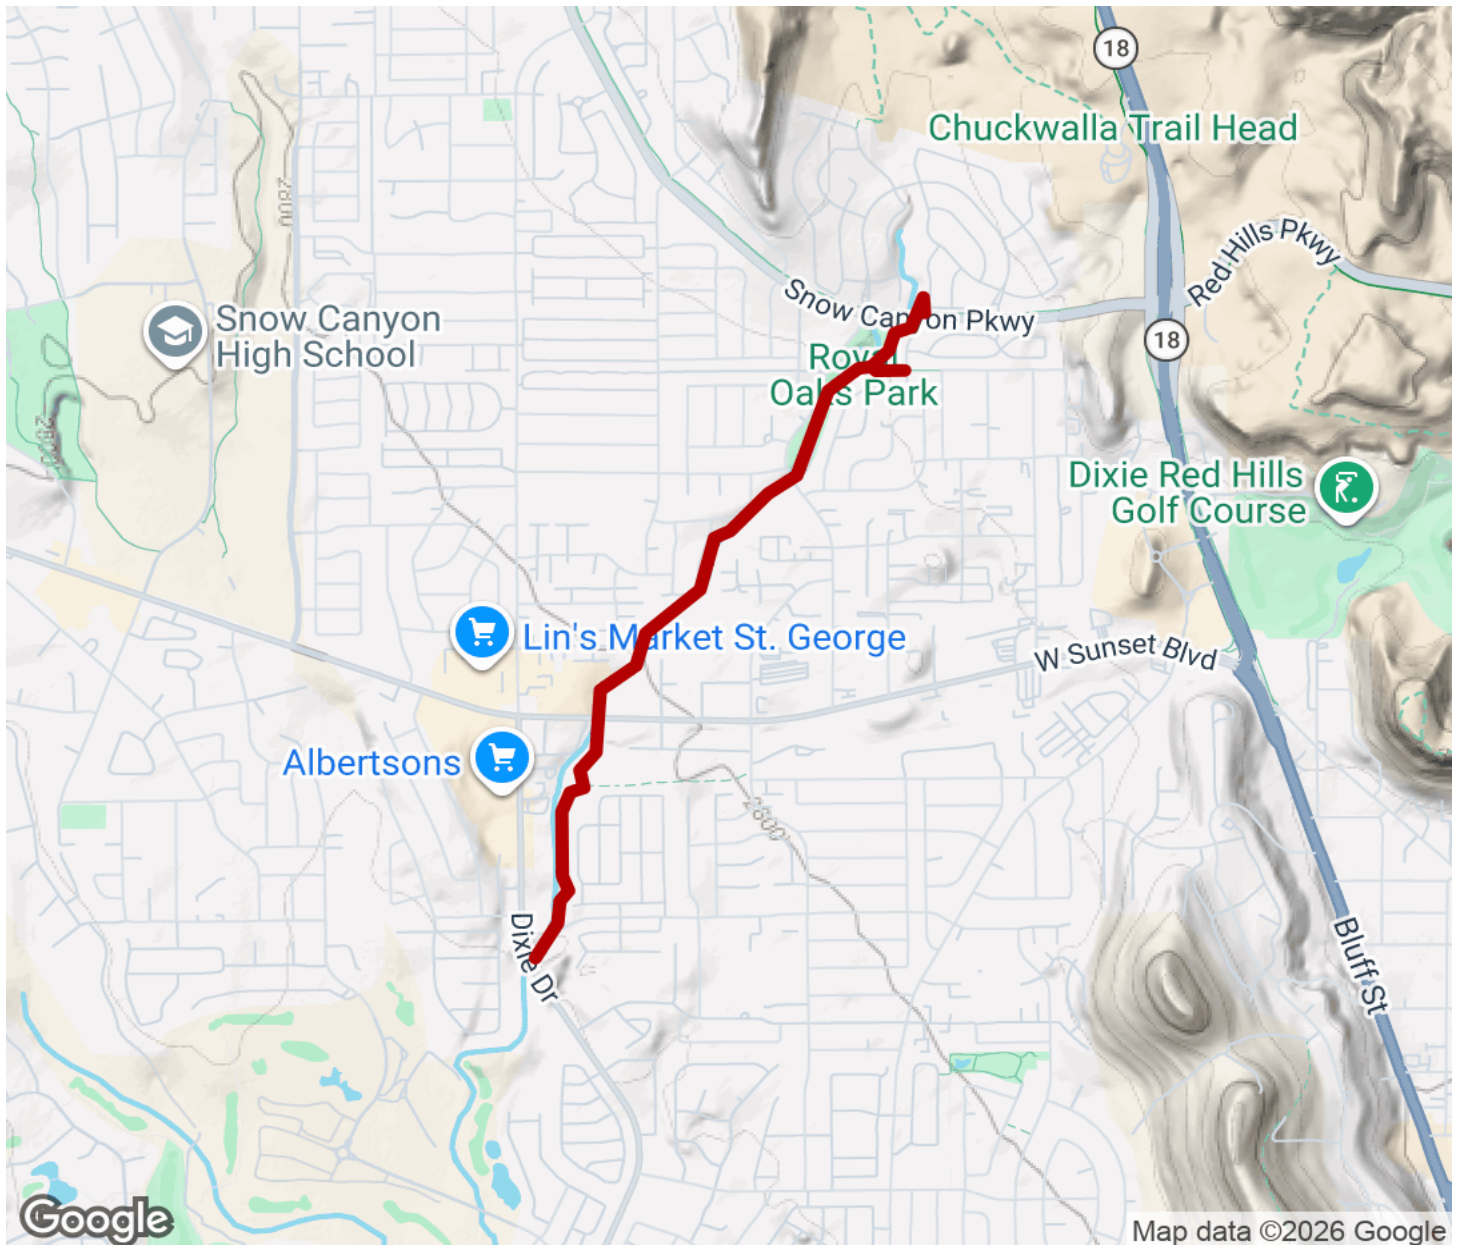 18
Chuckwalla Trail Head
Red Hills Pkwy
2800
Snow Canyon
High School
Snow Canyon Pkwy
18
Royal
Oaks Park
Dixie Red Hills
Golf Course
Lin's Market St. George
W Sunset Blvd
Albertsons
2600
Dixie Dr
Bluff St
Google
Map data ©2026 Google